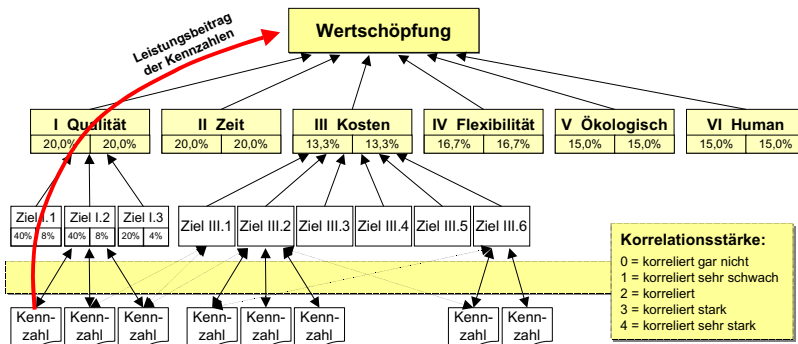 Leistungsbeitrag
der Kennzahlen
Wertschöpfung
I Qualität
20,0% 20,0%
II Zeit
20,0% 20,0%
III Kosten
13,3% 13,3%
IV Flexibilität
16,7% 16,7%
V Ökologisch
15,0% 15,0%
VI Human
15,0% 15,0%
Ziel I.1
40% 8%
Ziel I.2
40% 8%
Ziel I.3
20% 4%
Ziel III.1
Ziel III.2
Ziel III.3
Ziel III.4
Ziel III.5
Ziel III.6
Korrelationsstärke:
0 = korreliert gar nicht
1 = korreliert sehr schwach
2 = korreliert
3 = korreliert stark
4 = korreliert sehr stark
Kenn-
zahl
Kenn-
zahl
Kenn-
zahl
Kenn-
zahl
Kenn-
zahl
Kenn-
zahl
Kenn-
zahl
Kenn-
zahl